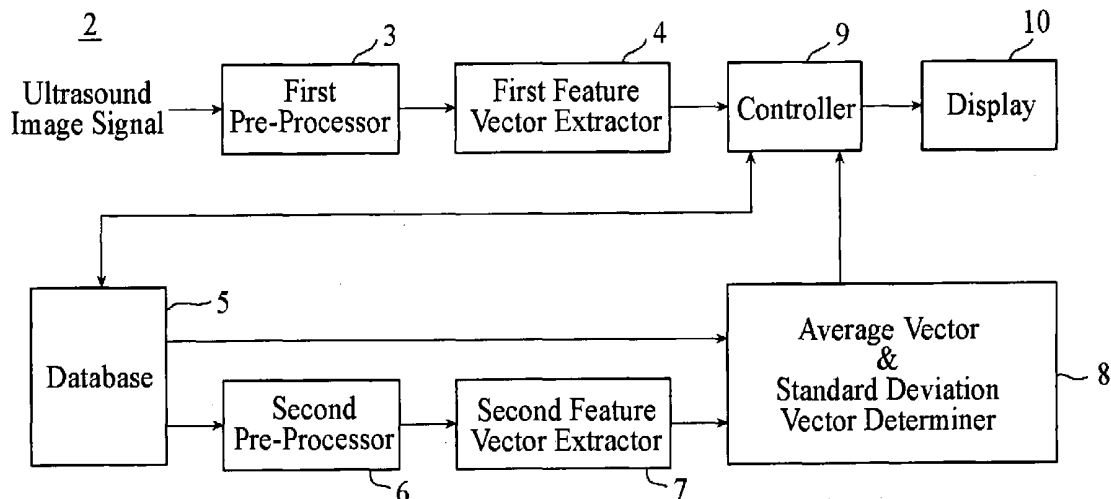 2
3
4
9
10
Ultrasound
Image Signal
First
Pre-Processor
First Feature
Vector Extractor
Controller
Display
5
Database
Second
Pre-Processor
6
Second Feature
Vector Extractor
7
Average Vector
&
Standard Deviation
Vector Determiner
8